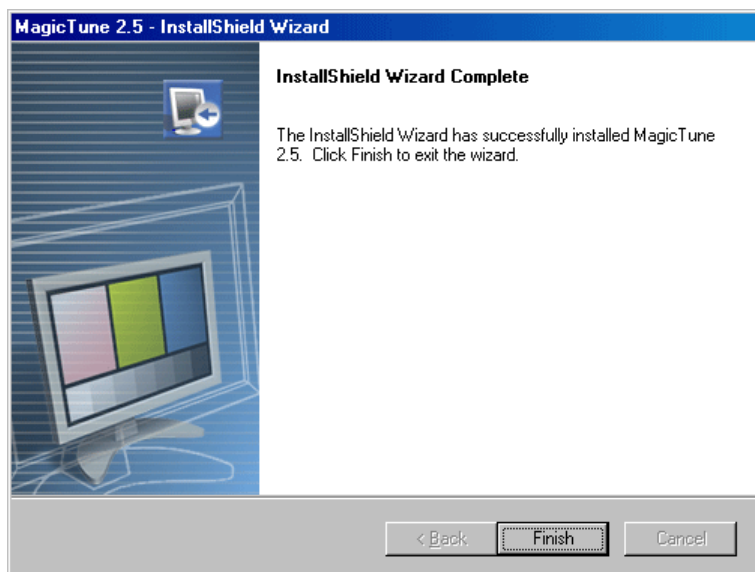 MagicTune 2.5 - InstallShield Wizard
InstallShield Wizard Complete
The InstallShield Wizard has successfully installed MagicTune
2.5. Click Finish to exit the wizard.
< Back
Finish
Cancel